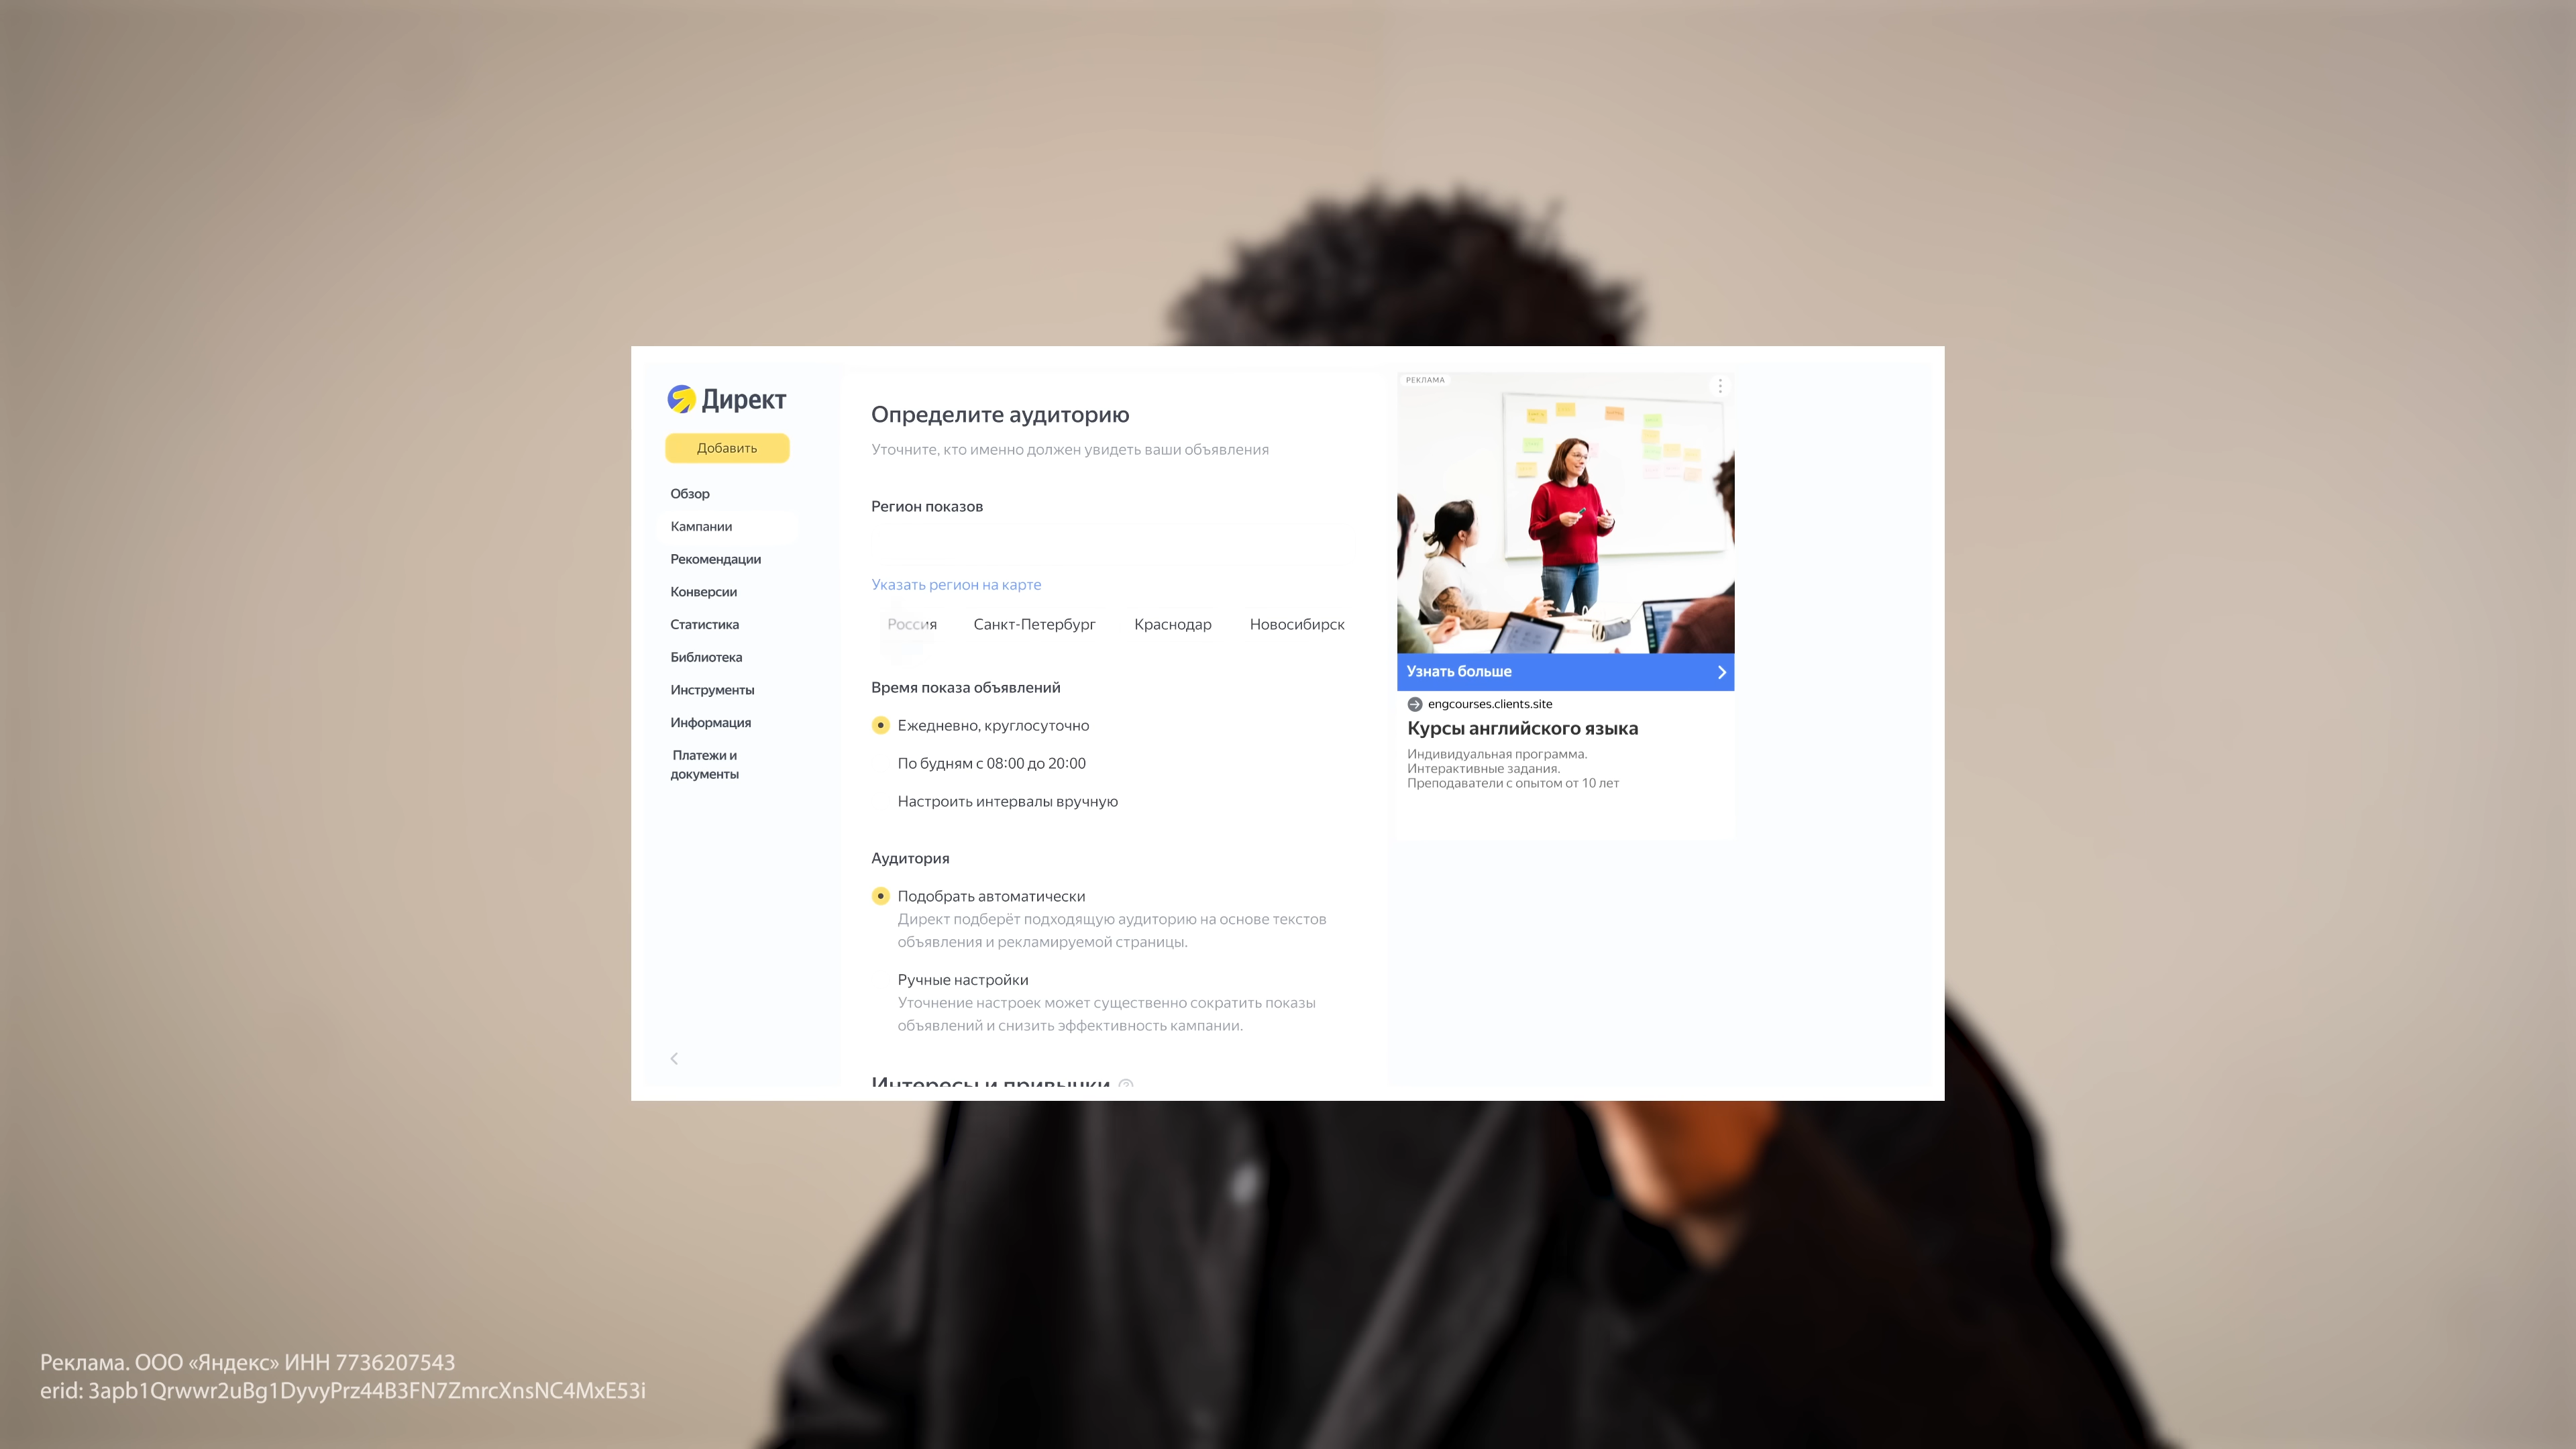 Директ
Добавить
Обзор
Кампании
Рекомендации
Конверсии
Статистика
Библиотека
Инструменты
Информация
Платежи и
документы
Определите аудиторию
Уточните, кто именно должен увидеть ваши объявления
Регион показов
Указать регион на карте
Россия Санкт-Петербург Краснодар Новосибирск
Время показа объявлений
Ежедневно, круглосуточно
По будням с 08:00 до 20:00
Настроить интервалы вручную
Аудитория
Подобрать автоматически
Директ подберёт подходящую аудиторию на основе текстов
объявления и рекламируемой страницы.
Ручные настройки
Уточнение настроек может существенно сократить показы
объявлений и снизить эффективность кампании.
Интересы и привычки
РЕКЛАМА
Узнать больше
engcourses.clients.site
Курсы английского языка
Индивидуальная программа.
Интерактивные задания.
Преподаватели с опытом от 10 лет
Реклама. ООО «Яндекс» ИНН 7736207543
erid: 3apb1Qrwwr2uBg1DyvyPrz44B3FN7ZmrcXnsNC4MxE53i